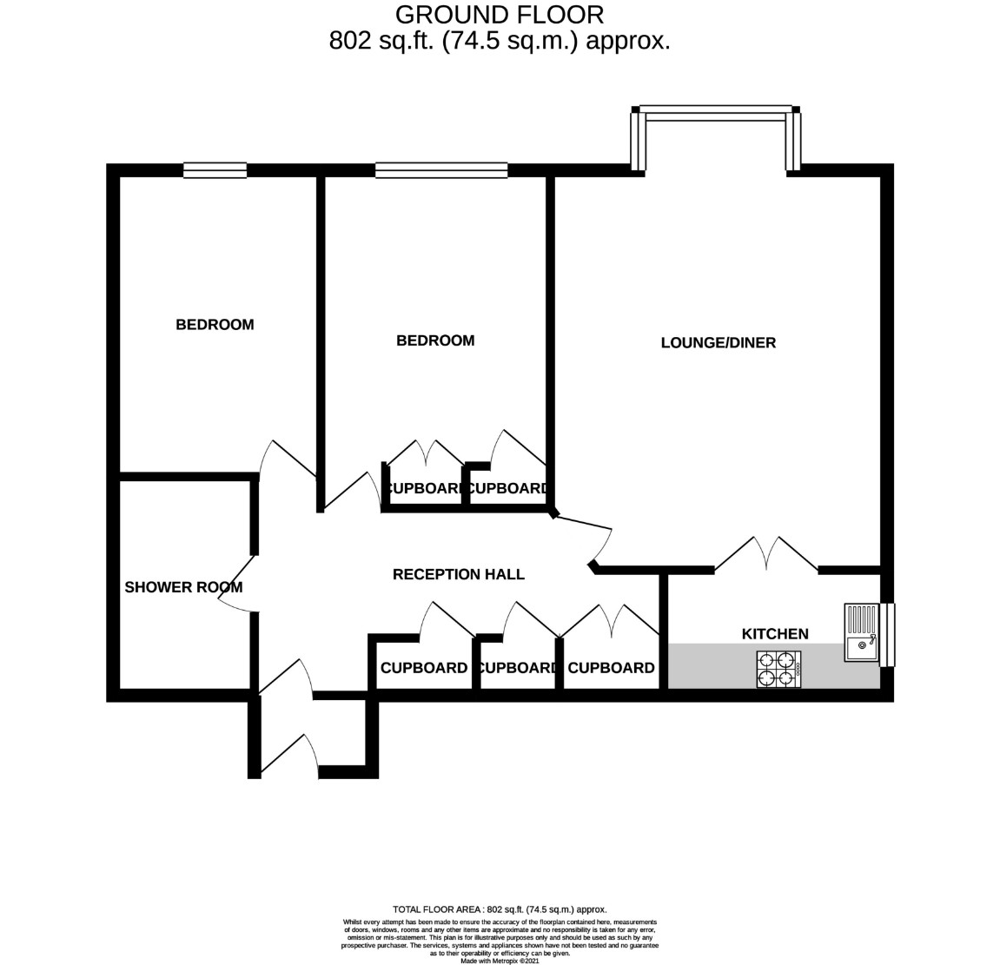 GROUND FLOOR
802 sq.ft. (74.5 sq.m.) approx.
BEDROOM
BEDROOM
LOUNGE/DINER
CUPBOARD
CUPBOARD
SHOWER ROOM
RECEPTION HALL
KITCHEN
CUPBOARD
CUPBOARD
CUPBOARD
TOTAL FLOOR AREA : 802 sq.ft. (74.5 sq.m.) approx.
Whilst every attempt has been made to ensure the accuracy of the floorplan contained here, measurements
of doors, windows, rooms and any other items are approximate and no responsibility is taken for any error,
omission or mis-statement. This plan is for illustrative purposes only and should be used as such by any
prospective purchaser. The services, systems and appliances shown have not been tested and no guarantee
as to their operability or efficiency can be given.
Made with Metropix ©2021